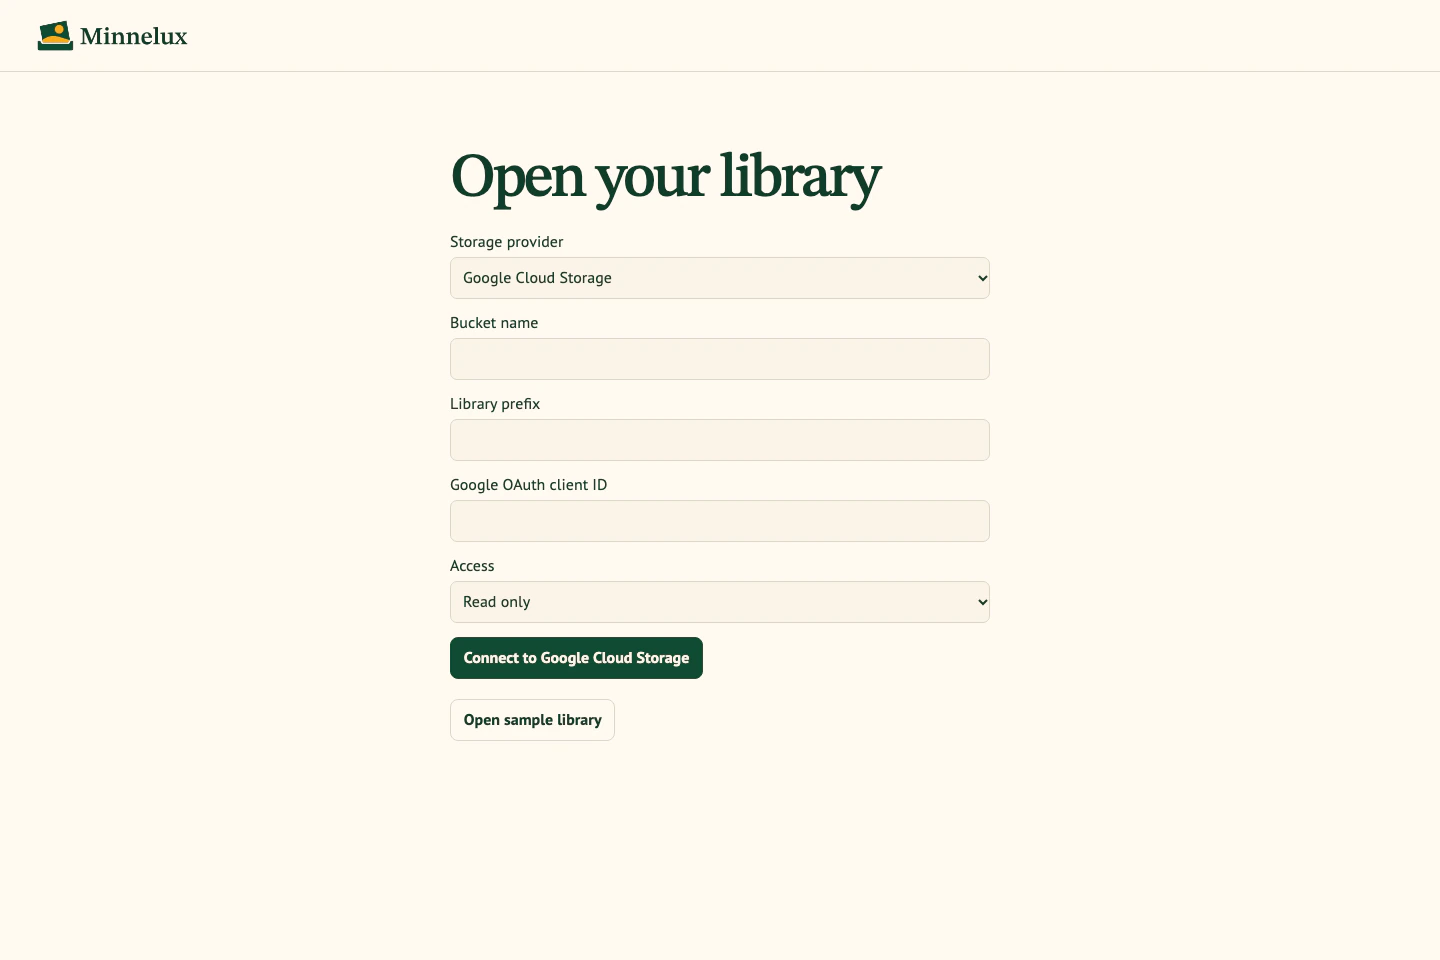 Minnelux
Open your library
Storage provider
Google Cloud Storage
Bucket name
Library prefix
Google OAuth client ID
Access
Read only
Connect to Google Cloud Storage
Open sample library